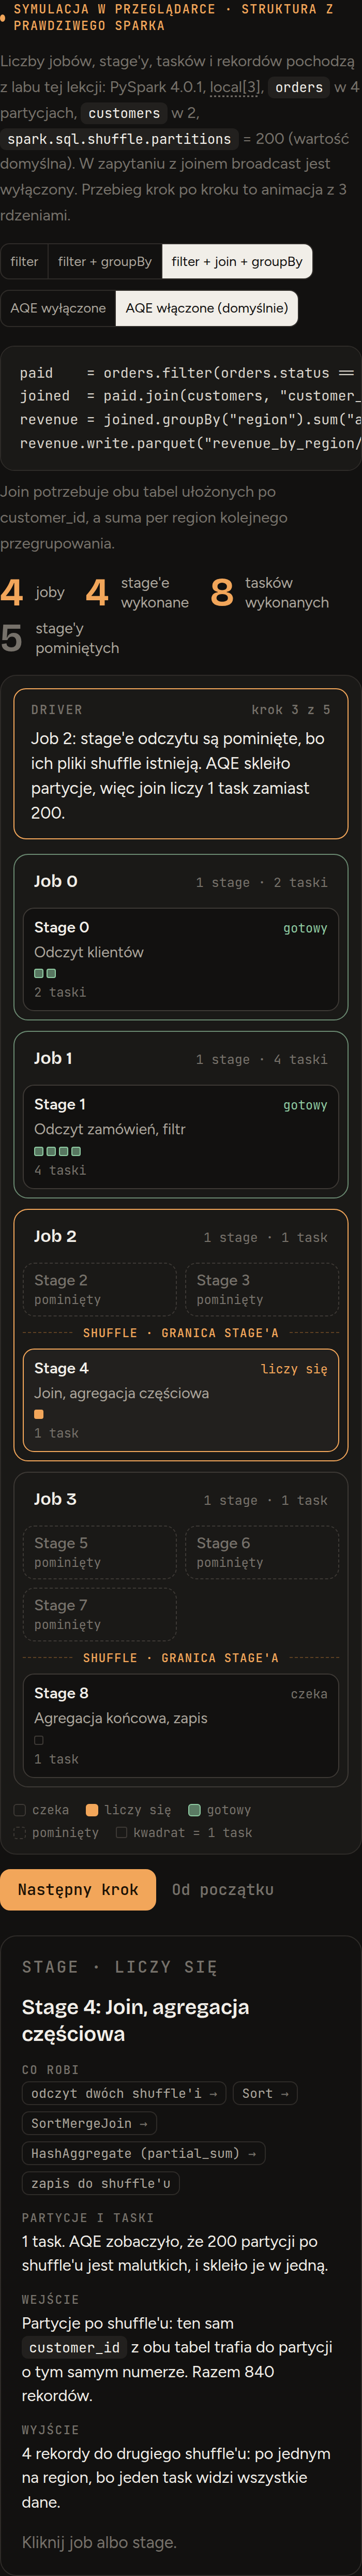 SYMULACJA W PRZEGLĄDARCE · STRUKTURA Z
PRAWDZIWEGO SPARKA
Liczby jobów, stage'y, tasków i rekordów pochodzą
z labu tej lekcji: PySpark 4.0.1, local[3], orders w 4
partycjach, customers w 2,
spark.sql.shuffle.partitions = 200 (wartość
domyślna). W zapytaniu z joinem broadcast jest
wyłączony. Przebieg krok po kroku to animacja z 3
rdzeniami.
filter filter + groupBy filter + join + groupBy
AQE wyłączone AQE włączone (domyślnie)
paid = orders.filter(orders.status ==
joined = paid.join(customers, "customer_
revenue = joined.groupBy("region").sum("a
revenue.write.parquet("revenue_by_region/
Join potrzebuje obu tabel ułożonych po
customer_id, a suma per region kolejnego
przegrupowania.
4 joby 4 stage'e wykonane 8 tasków wykonanych
5 stage'y pominiętych
DRIVER krok 3 z 5
Job 2: stage'e odczytu są pominięte, bo
ich pliki shuffle istnieją. AQE skleiło
partycje, więc join liczy 1 task zamiast
200.
Job 0 1 stage · 2 taski
Stage 0 gotowy
Odczyt klientów
2 taski
Job 1 1 stage · 4 taski
Stage 1 gotowy
Odczyt zamówień, filtr
4 taski
Job 2 1 stage · 1 task
Stage 2 Stage 3
pominięty pominięty
SHUFFLE · GRANICA STAGE'A
Stage 4 liczy się
Join, agregacja częściowa
1 task
Job 3 1 stage · 1 task
Stage 5 Stage 6
pominięty pominięty
Stage 7
pominięty
SHUFFLE · GRANICA STAGE'A
Stage 8 czeka
Agregacja końcowa, zapis
1 task
czeka liczy się gotowy
pominięty kwadrat = 1 task
Następny krok Od początku
STAGE · LICZY SIĘ
Stage 4: Join, agregacja
częściowa
CO ROBI
odczyt dwóch shuffle'i → Sort →
SortMergeJoin →
HashAggregate (partial_sum) →
zapis do shuffle'u
PARTYCJE I TASKI
1 task. AQE zobaczyło, że 200 partycji po
shuffle'u jest malutkich, i skleiło je w jedną.
WEJŚCIE
Partycje po shuffle'u: ten sam
customer_id z obu tabel trafia do partycji
o tym samym numerze. Razem 840
rekordów.
WYJŚCIE
4 rekordy do drugiego shuffle'u: po jednym
na region, bo jeden task widzi wszystkie
dane.
Kliknij job albo stage.